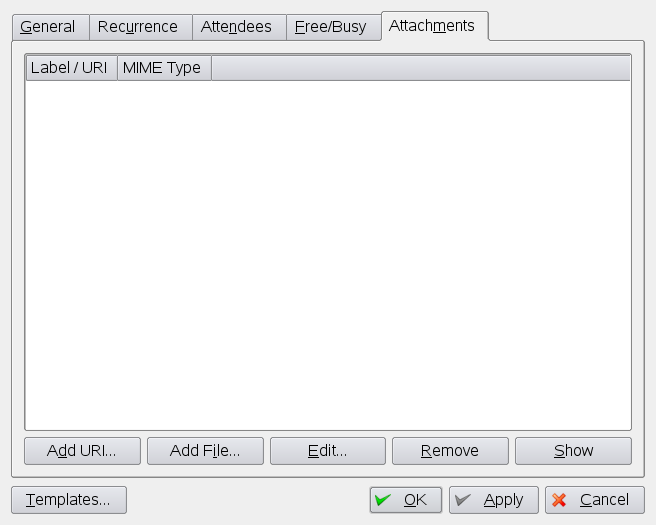 General Recurrence Attendees Free/Busy Attachments
Label / URI MIME Type
Add URI... Add File... Edit... Remove Show
Templates... OK Apply Cancel